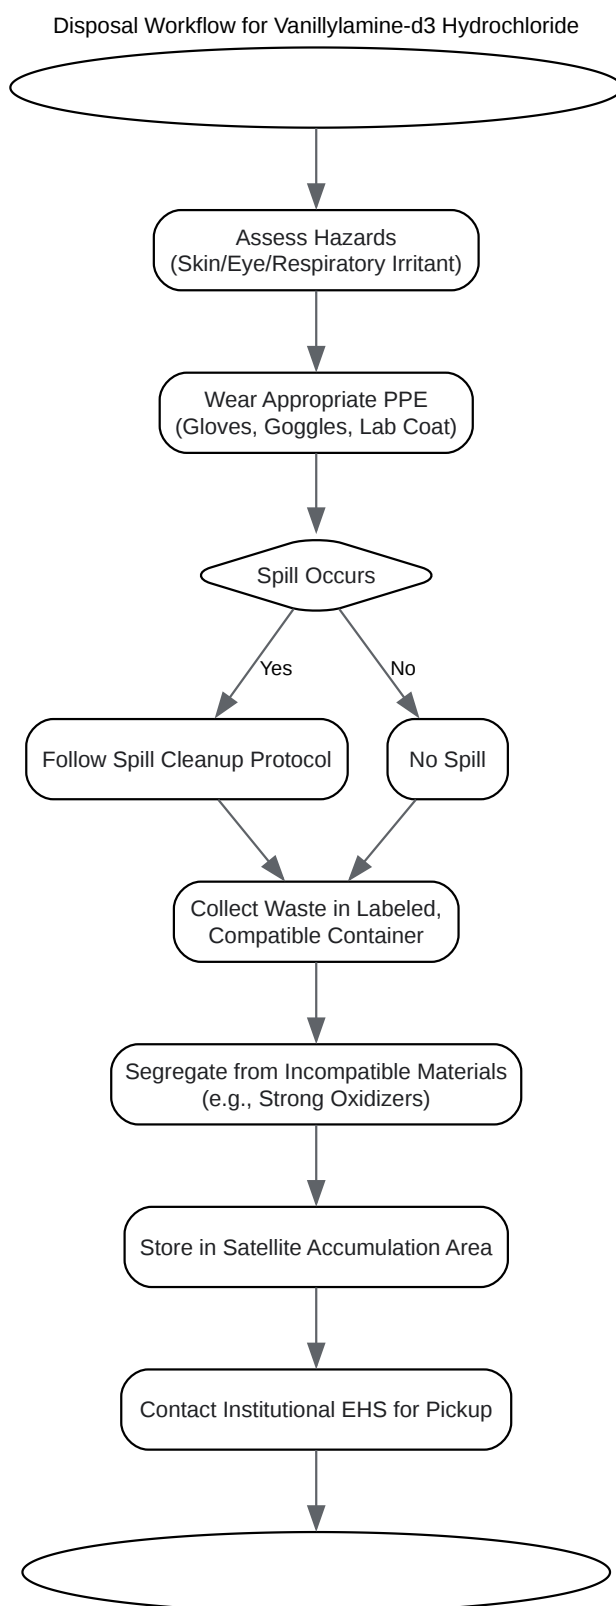 Disposal Workflow for Vanillylamine-d3 Hydrochloride
Assess Hazards
(Skin/Eye/Respiratory Irritant)
Wear Appropriate PPE
(Gloves, Goggles, Lab Coat)
Spill Occurs
Yes
No
Follow Spill Cleanup Protocol
No Spill
Collect Waste in Labeled,
Compatible Container
Segregate from Incompatible Materials
(e.g., Strong Oxidizers)
Store in Satellite Accumulation Area
Contact Institutional EHS for Pickup